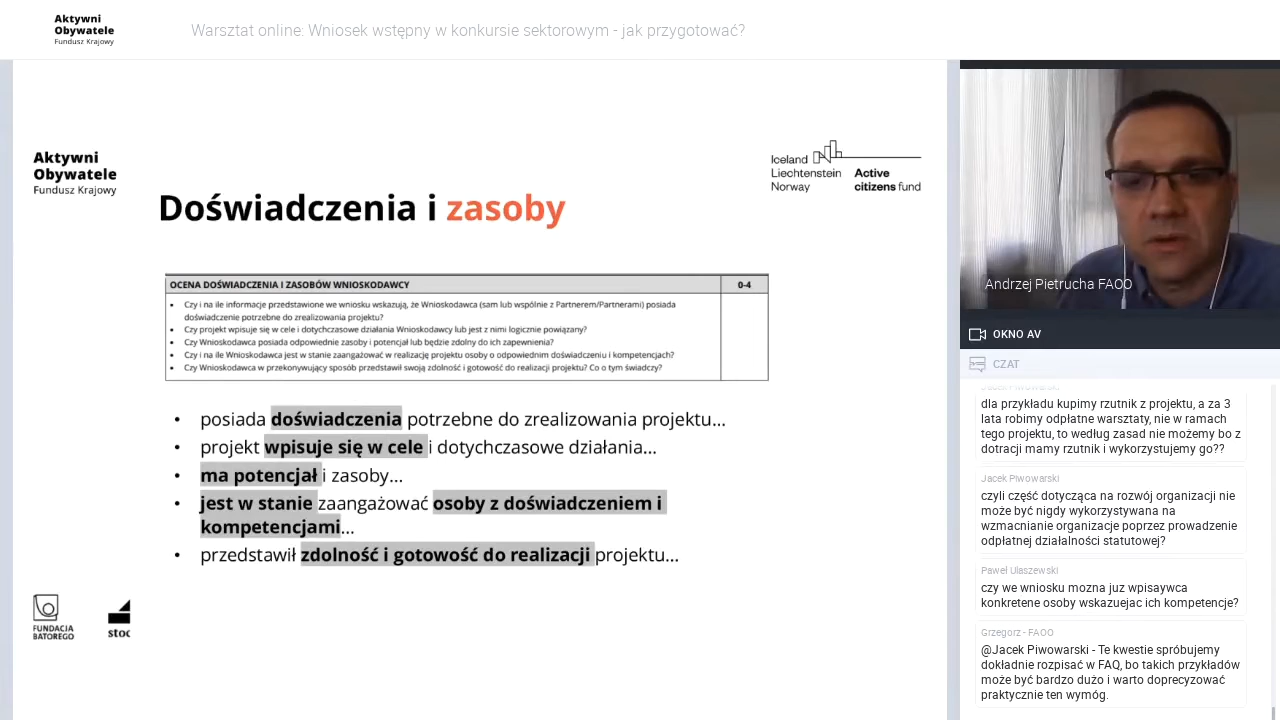 Aktywni
Obywatele
Fundusz Krajowy
Warsztat online: Wniosek wstępny w konkursie sektorowym - jak przygotować?
Aktywni
Obywatele
Fundusz Krajowy
Iceland
Liechtenstein
Norway
Active
citizens fund
Doświadczenia i zasoby
OCENA DOŚWIADCZENIA I ZASOBÓW WNIOSKODAWCY 0-4
• Czy i na ile informacje przedstawione we wniosku wskazują, że Wnioskodawca (sam lub wspólnie z Partnerem/Partnerami) posiada
doświadczenie potrzebne do zrealizowania projektu?
• Czy projekt wpisuje się w cele i dotychczasowe działania Wnioskodawcy lub jest z nimi logicznie powiązany?
• Czy Wnioskodawca posiada odpowiednie zasoby i potencjał lub będzie zdolny do ich zapewnienia?
• Czy i na ile Wnioskodawca jest w stanie zaangażować w realizację projektu osoby o odpowiednim doświadczeniu i kompetencjach?
• Czy Wnioskodawca w przekonywujący sposób przedstawił swoją zdolność i gotowość do realizacji projektu? Co o tym świadczy?
• posiada doświadczenia potrzebne do zrealizowania projektu...
• projekt wpisuje się w cele i dotychczasowe działania...
• ma potencjał i zasoby...
• jest w stanie zaangażować osoby z doświadczeniem i
kompetencjami...
• przedstawił zdolność i gotowość do realizacji projektu...
FUNDACJA
BATOREGO
stoc
Andrzej Pietrucha FAOO
OKNO AV
CZAT
Jacek Piwowarski
dla przykładu kupimy rzutnik z projektu, a za 3
lata robimy odpłatne warsztaty, nie w ramach
tego projektu, to według zasad nie możemy bo z
dotracji mamy rzutnik i wykorzystujemy go??
Jacek Piwowarski
czyli część dotycząca na rozwój organizacji nie
może być nigdy wykorzystywana na
wzmacnianie organizacje poprzez prowadzenie
odpłatnej działalności statutowej?
Paweł Ulaszewski
czy we wniosku mozna juz wpisaywca
konkretene osoby wskazuejac ich kompetencje?
Grzegorz - FAOO
@Jacek Piwowarski - Te kwestie spróbujemy
dokładnie rozpisać w FAQ, bo takich przykładów
może być bardzo dużo i warto doprecyzować
praktycznie ten wymóg.